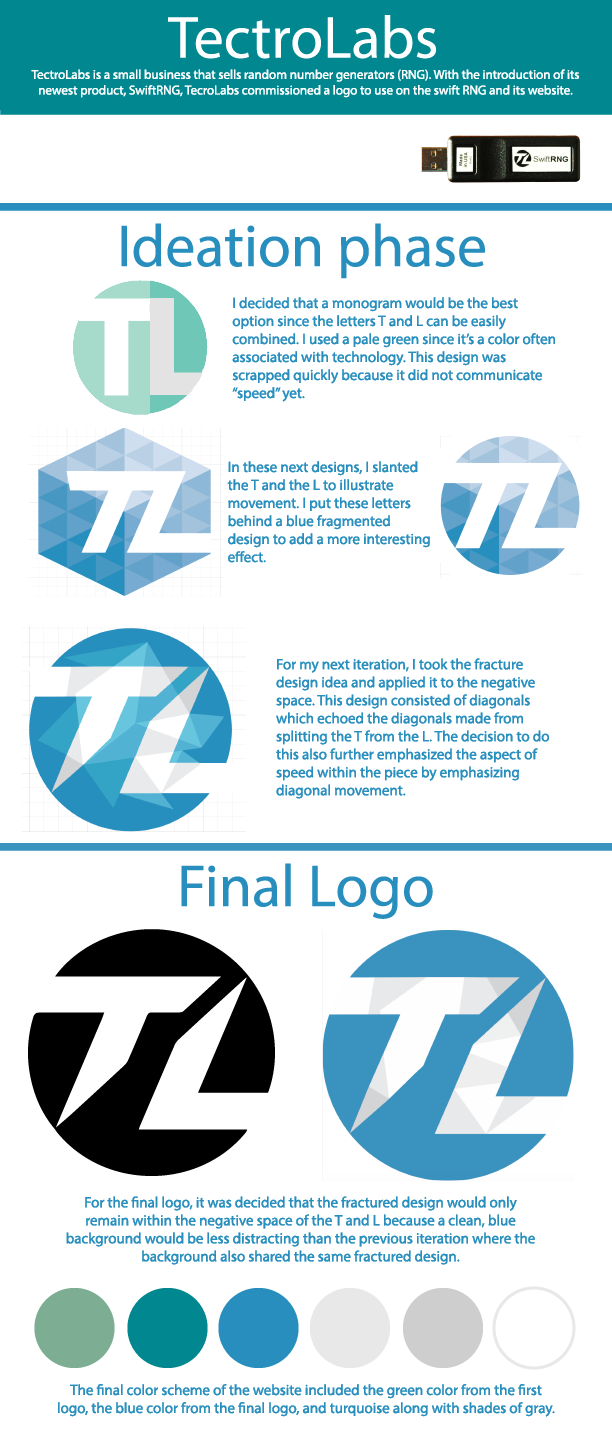 TectroLabs
TectroLabs is a small business that sells random number generators (RNG). With the introduction of its
newest product, SwiftRNG, TecroLabs commissioned a logo to use on the swift RNG and its website.
Made
in USA
TL SwiftRNG
Ideation phase
TL
I decided that a monogram would be the best
option since the letters T and L can be easily
combined. I used a pale green since it’s a color often
associated with technology. This design was
scrapped quickly because it did not communicate
“speed” yet.
TL
In these next designs, I slanted
the T and the L to illustrate
movement. I put these letters
behind a blue fragmented
design to add a more interesting
effect.
TL
TL
For my next iteration, I took the fracture
design idea and applied it to the negative
space. This design consisted of diagonals
which echoed the diagonals made from
splitting the T from the L. The decision to do
this also further emphasized the aspect of
speed within the piece by emphasizing
diagonal movement.
Final Logo
TL
TL
For the final logo, it was decided that the fractured design would only
remain within the negative space of the T and L because a clean, blue
background would be less distracting than the previous iteration where the
background also shared the same fractured design.
The final color scheme of the website included the green color from the first
logo, the blue color from the final logo, and turquoise along with shades of gray.